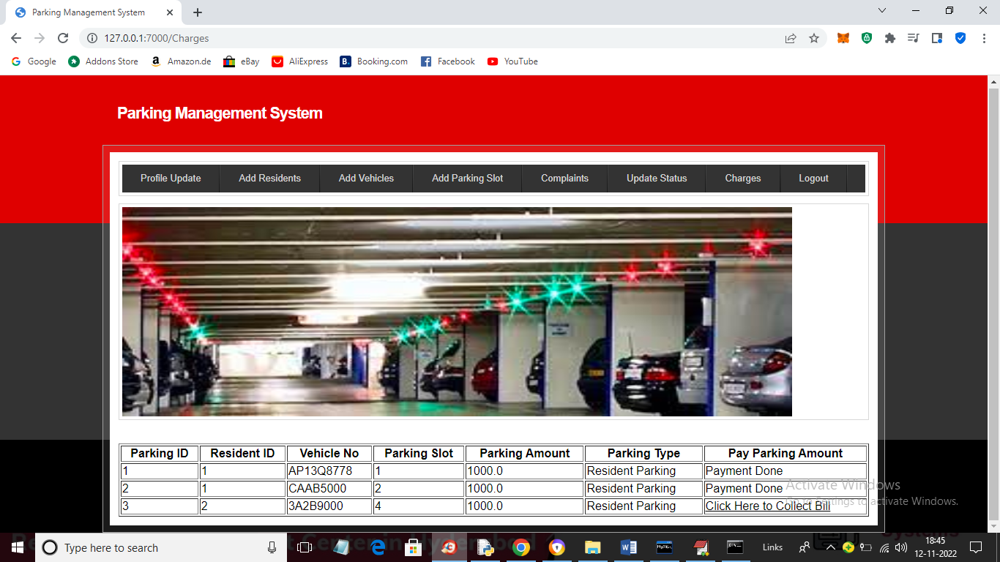 Parking Management System
127.0.0.1:7000/Charges
Google Addons Store Amazon.de eBay AliExpress Booking.com Facebook YouTube
Parking Management System
Profile Update Add Residents Add Vehicles Add Parking Slot Complaints Update Status Charges Logout
Parking ID Resident ID Vehicle No Parking Slot Parking Amount Parking Type Pay Parking Amount
1 1 AP13Q8778 1 1000.0 Resident Parking Payment Done
2 1 CAAB5000 2 1000.0 Resident Parking Payment Done
3 2 3A2B9000 4 1000.0 Resident Parking Click Here to Collect Bill
Activate Windows
Go to Settings to activate Windows.
Type here to search
Links
18:45
12-11-2022